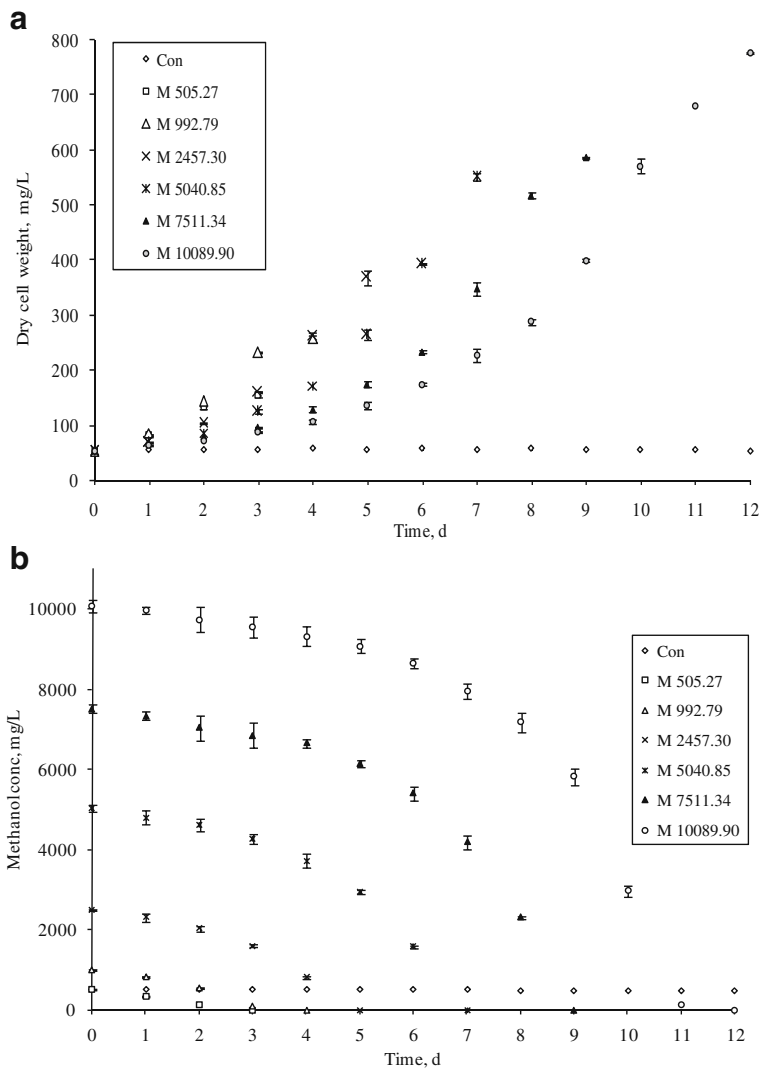 a
800
700
600
500
400
300
200
100
0
Dry cell weight, mg/L
Con
M 505.27
M 992.79
M 2457.30
M 5040.85
M 7511.34
M 10089.90
0 1 2 3 4 5 6 7 8 9 10 11 12
Time, d
b
10000
8000
6000
4000
2000
0
Methanol conc, mg/L
Con
M 505.27
M 992.79
M 2457.30
M 5040.85
M 7511.34
M 10089.90
0 1 2 3 4 5 6 7 8 9 10 11 12
Time, d